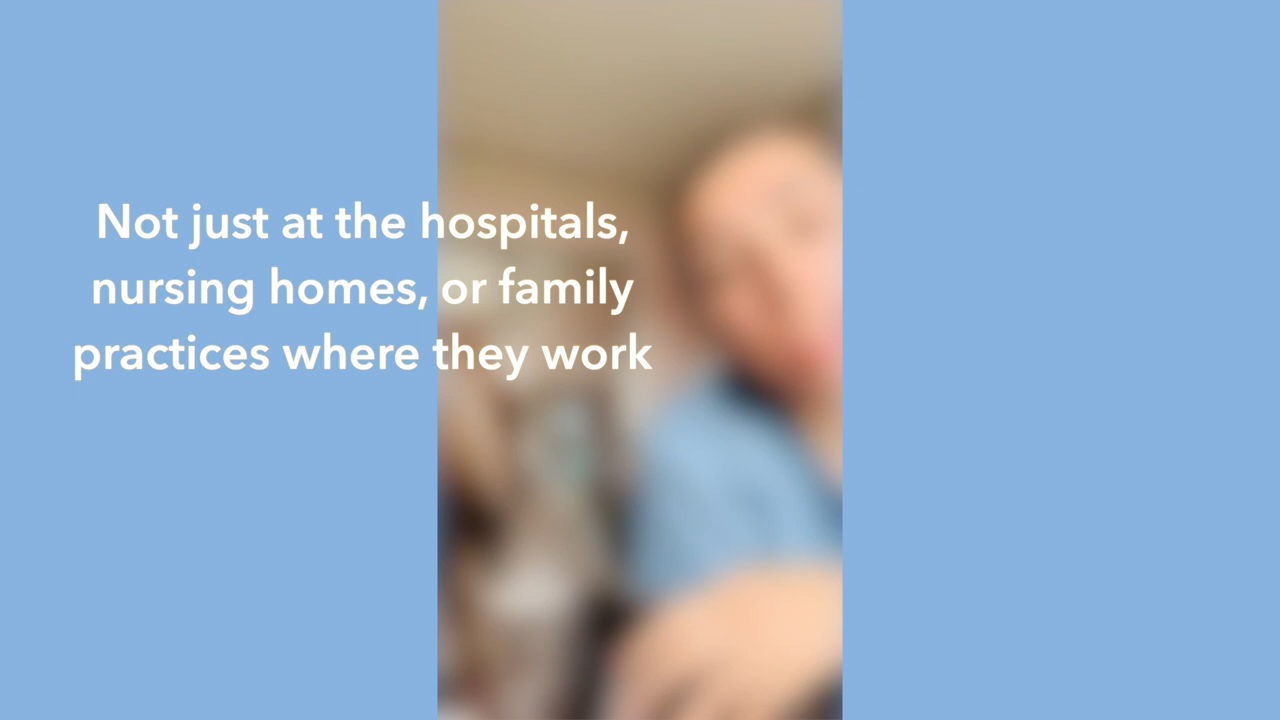 Not just at the hospitals,
nursing homes, or family
practices where they work